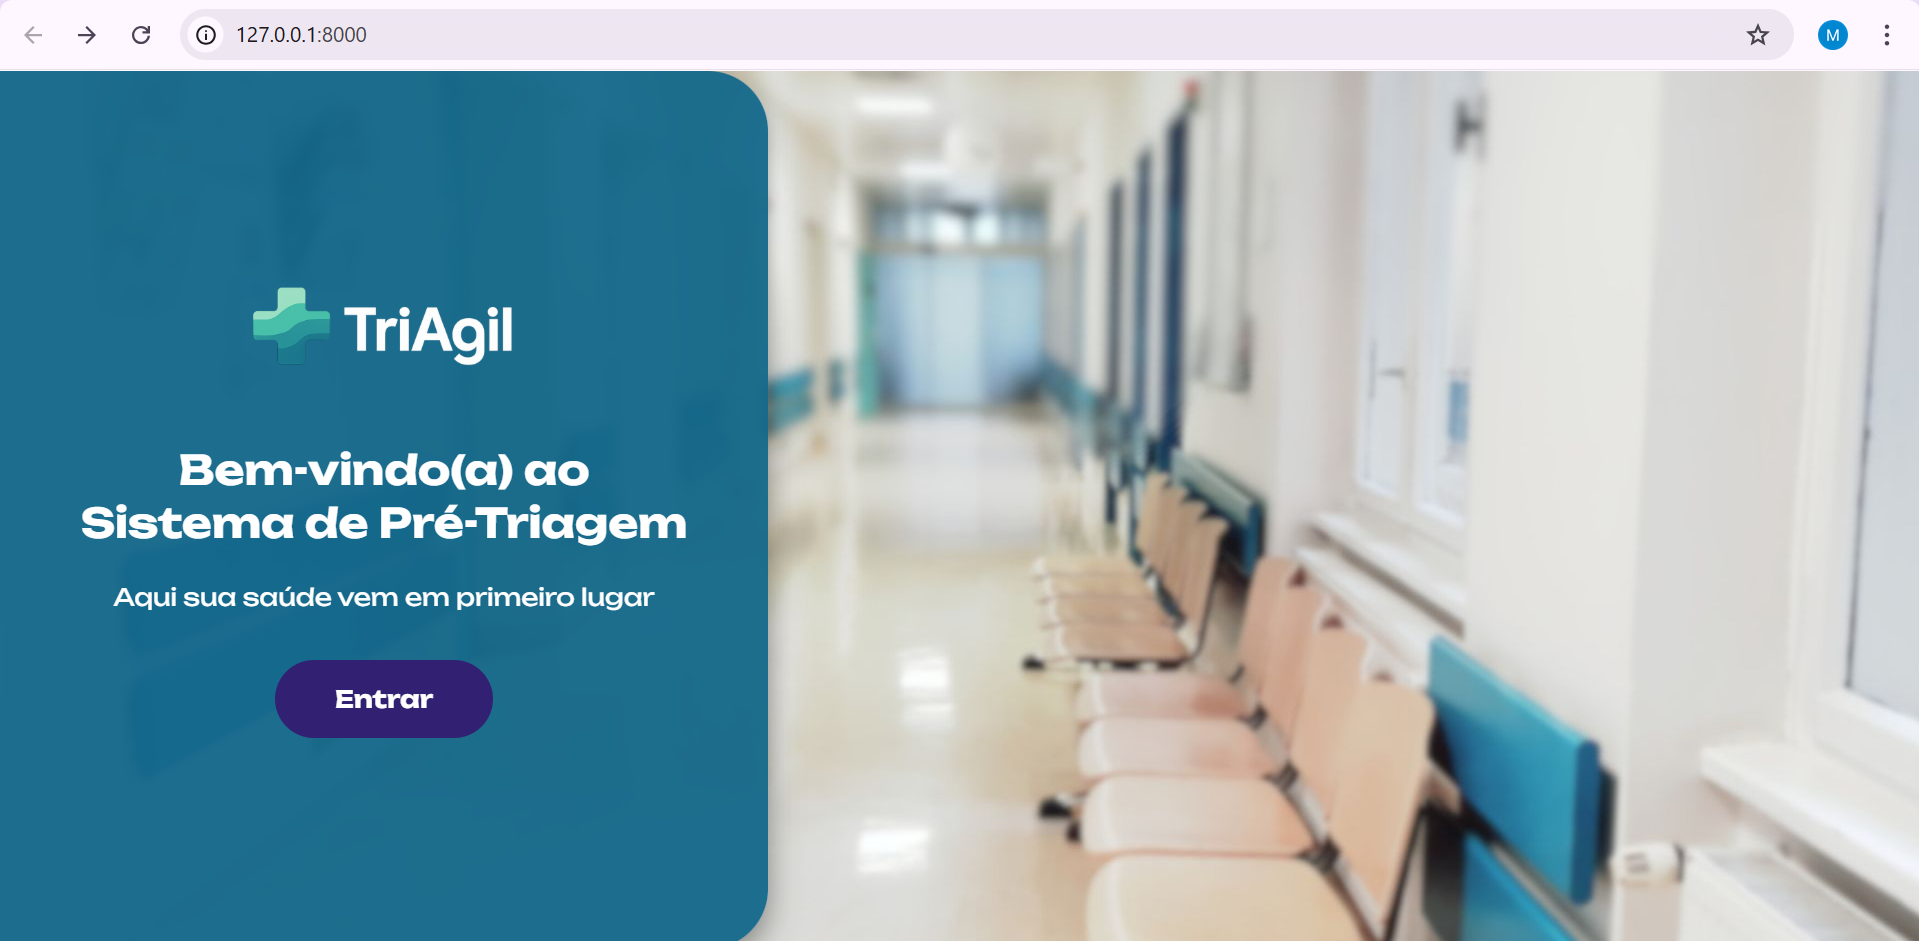 127.0.0.1:8000
M
TriAgil
Bem-vindo(a) ao
Sistema de Pré-Triagem
Aqui sua saúde vem em primeiro lugar
Entrar